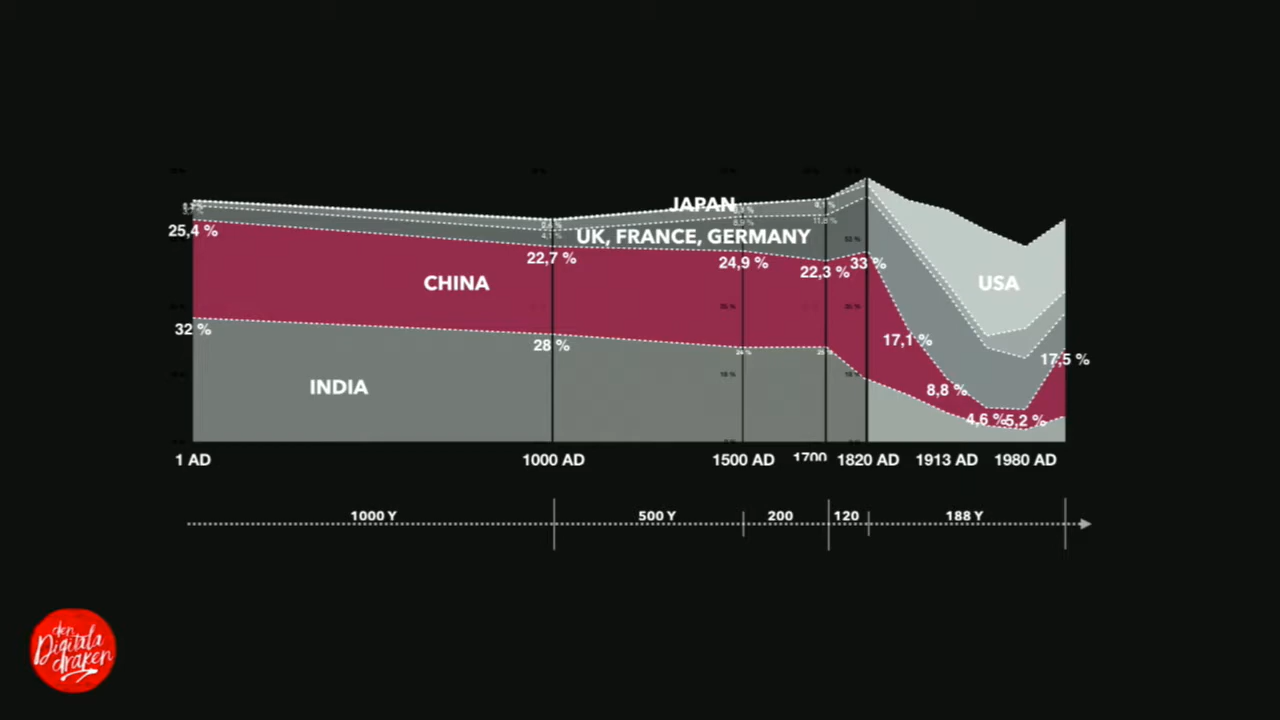 JAPAN
UK, FRANCE, GERMANY
25,4 %
22,7 %
24,9 %
22,3 %
33 %
CHINA
USA
32 %
28 %
17,1 %
17,5 %
INDIA
8,8 %
4,6 %
5,2 %
1 AD
1000 AD
1500 AD
1700
1820 AD
1913 AD
1980 AD
1000 Y
500 Y
200
120
188 Y
den
Digitala
draken